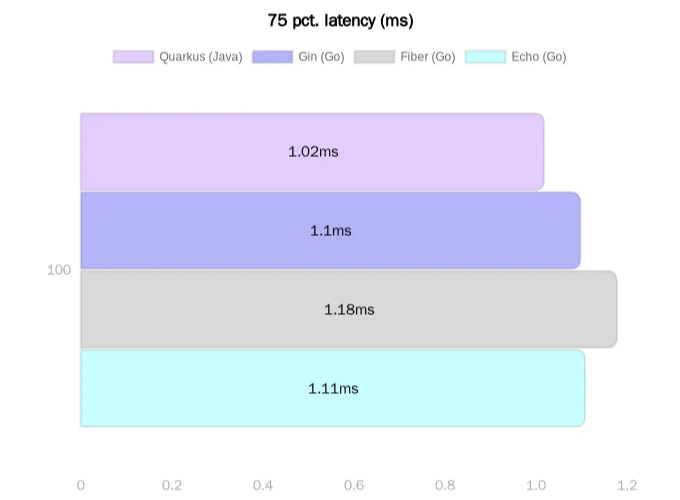 75 pct. latency (ms)
Quarkus (Java) Gin (Go) Fiber (Go) Echo (Go)
1.02ms
1.1ms
100
1.18ms
1.11ms
0 0.2 0.4 0.6 0.8 1.0 1.2